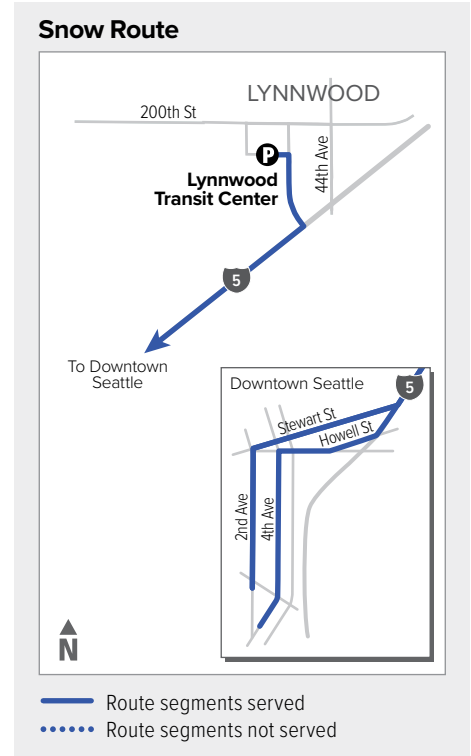 Snow Route
LYNNWOOD
200th St
P
44th Ave
Lynnwood
Transit Center
5
To Downtown
Seattle
Downtown Seattle
5
Stewart St
Howell St
2nd Ave
4th Ave
N
Route segments served
Route segments not served